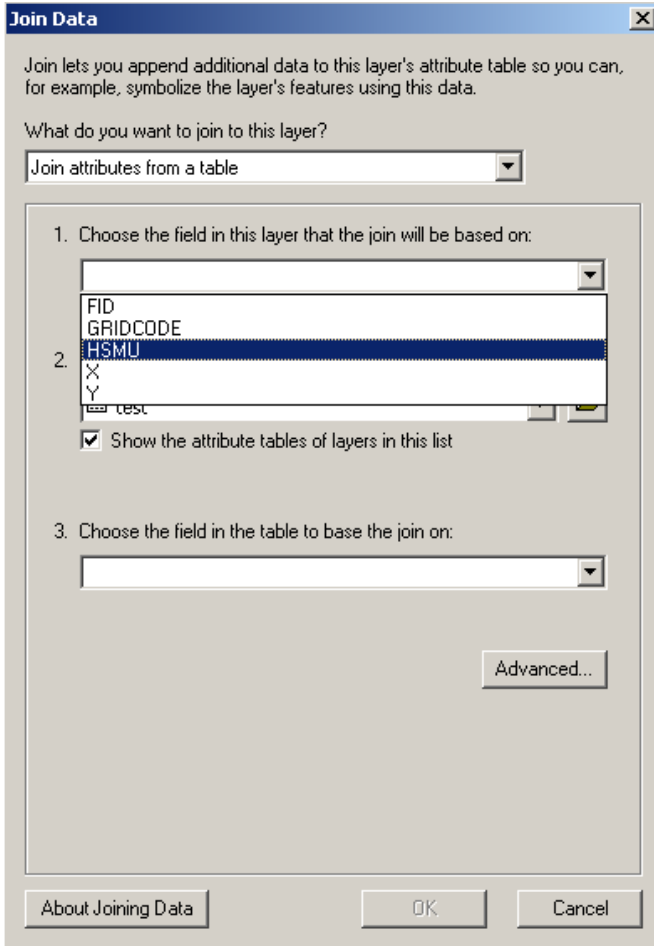 Join Data
Join lets you append additional data to this layer's attribute table so you can,
for example, symbolize the layer's features using this data.
What do you want to join to this layer?
Join attributes from a table
1. Choose the field in this layer that the join will be based on:
FID
GRIDCODE
HSMU
2.
X
Y
test
Show the attribute tables of layers in this list
3. Choose the field in the table to base the join on:
Advanced...
About Joining Data
OK
Cancel